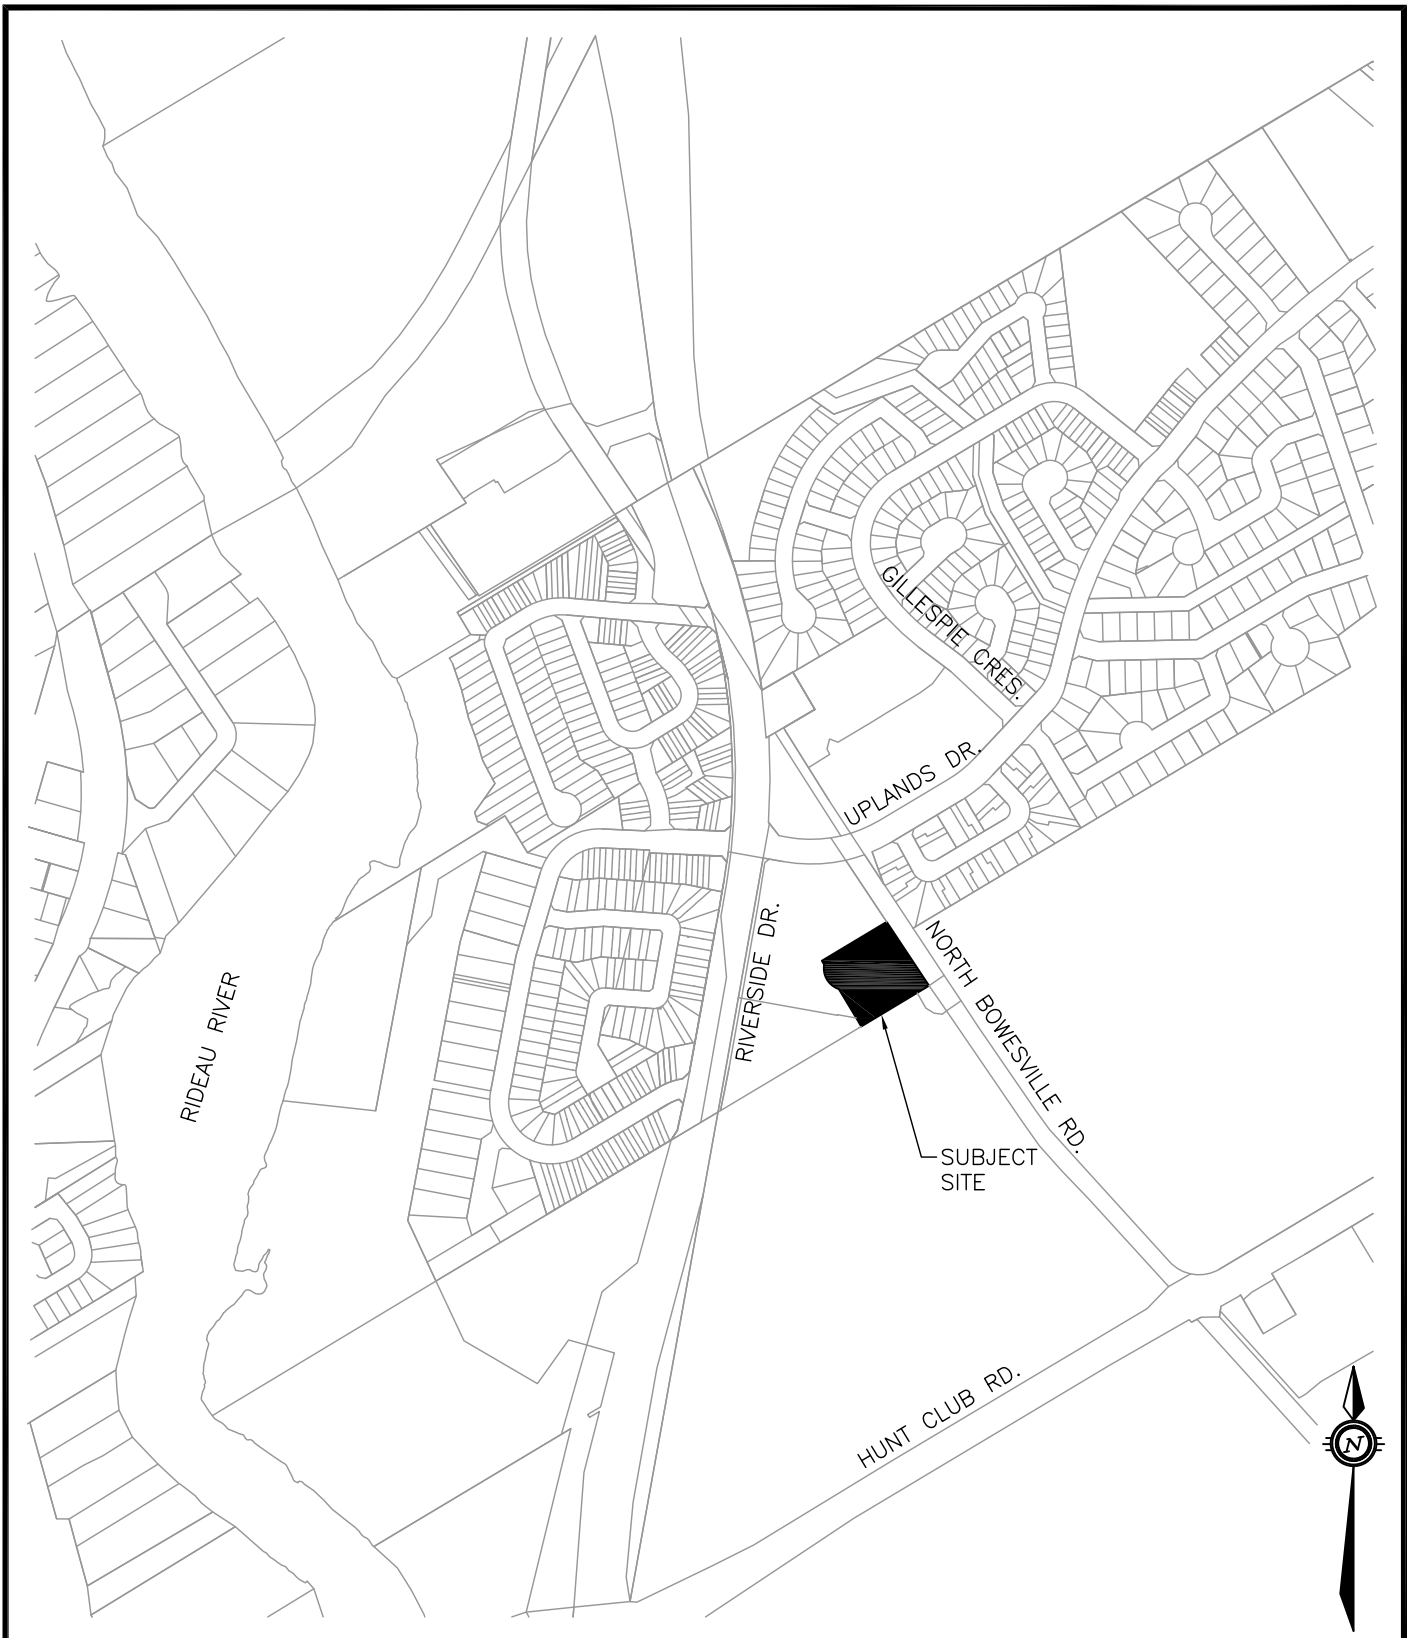 GILLESPIE CRES.
UPLANDS DR.
RIVERSIDE DR.
NORTH BOWESVILLE RD.
RIDEAU RIVER
SUBJECT
SITE
HUNT CLUB RD.
N